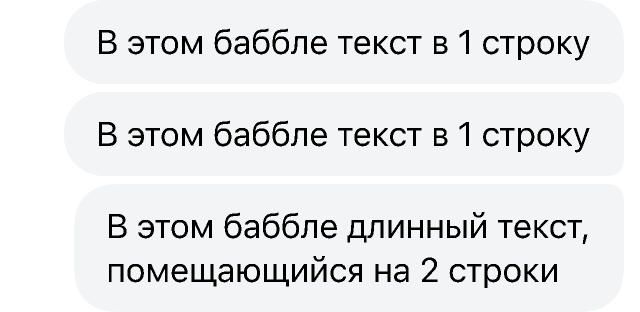 В этом баббле текст в 1 строку
В этом баббле текст в 1 строку
В этом баббле длинный текст,
помещающийся на 2 строки